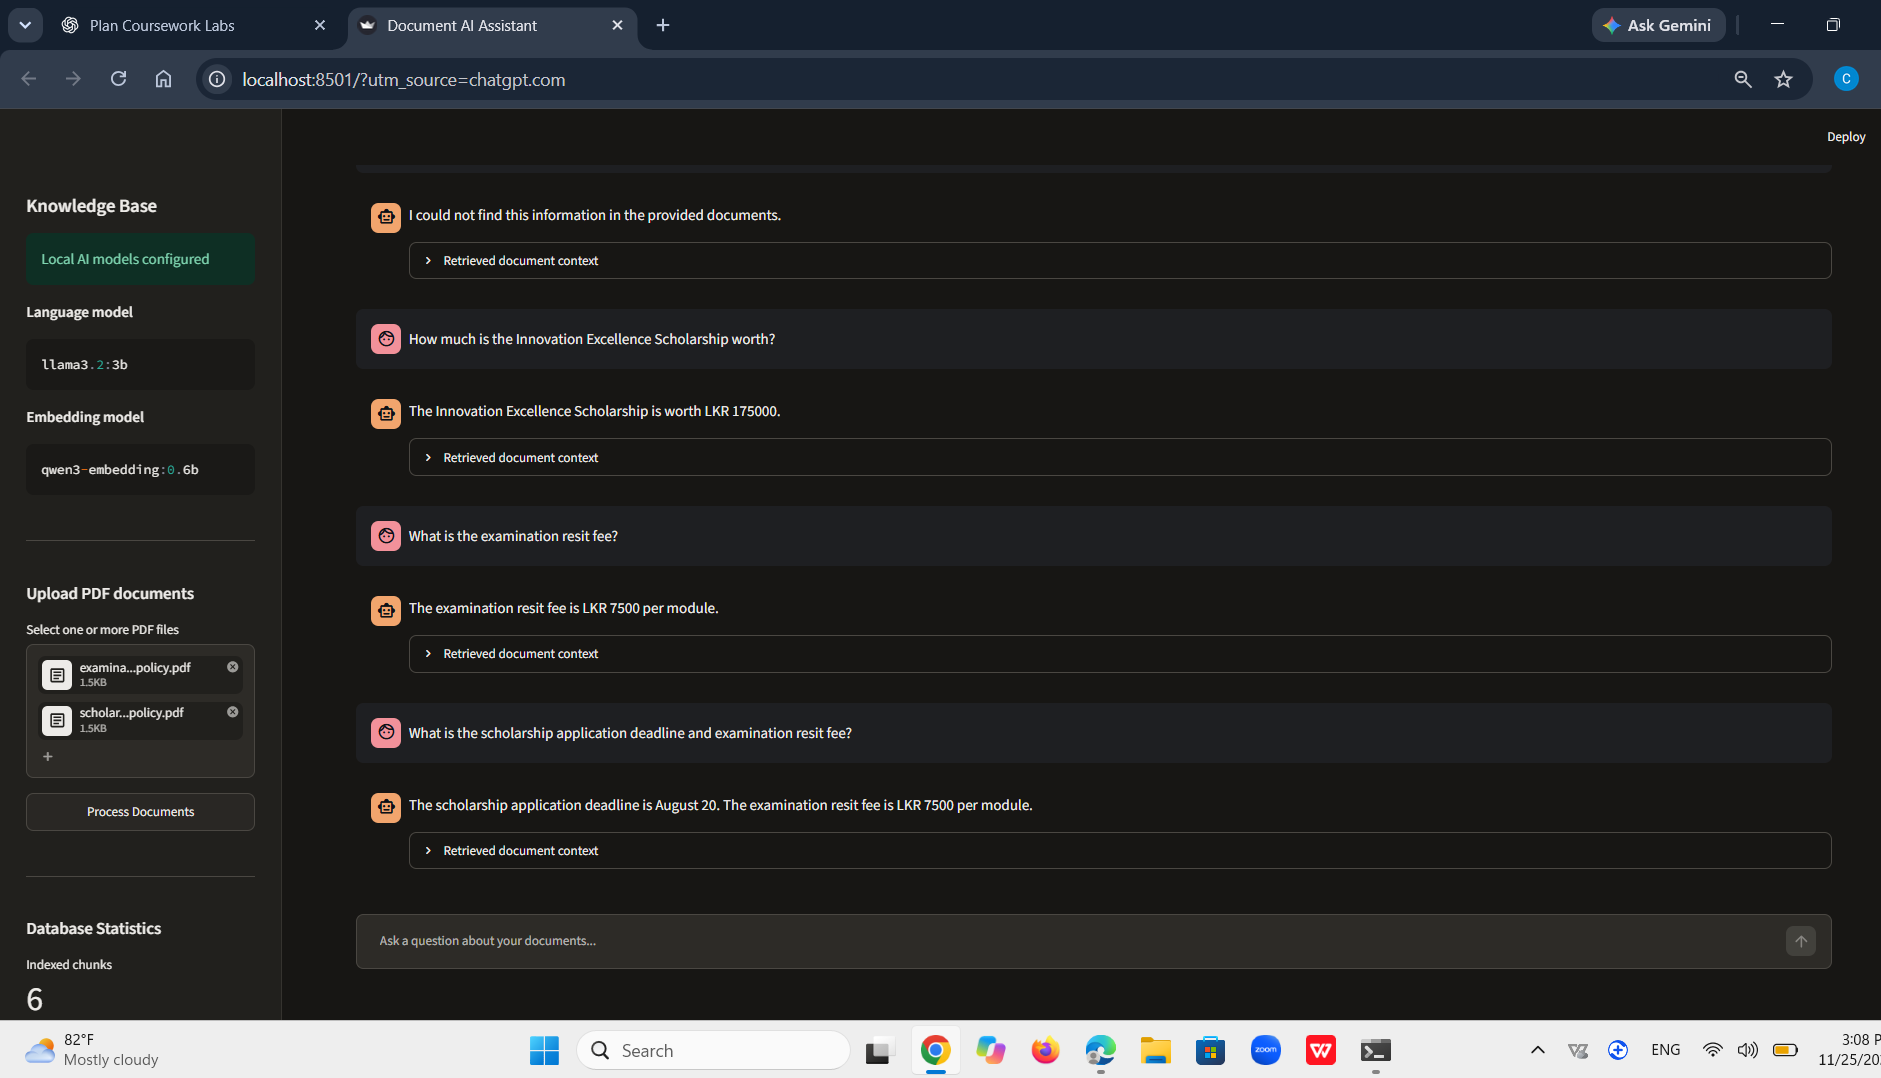 Plan Coursework Labs
Document AI Assistant
Ask Gemini
localhost:8501/?utm_source=chatgpt.com
C
Deploy
Knowledge Base
Local AI models configured
Language model
llama3.2:3b
Embedding model
qwen3-embedding:0.6b
Upload PDF documents
Select one or more PDF files
examina...policy.pdf
1.5KB
scholar...policy.pdf
1.5KB
Process Documents
Database Statistics
Indexed chunks
6
I could not find this information in the provided documents.
Retrieved document context
How much is the Innovation Excellence Scholarship worth?
The Innovation Excellence Scholarship is worth LKR 175000.
Retrieved document context
What is the examination resit fee?
The examination resit fee is LKR 7500 per module.
Retrieved document context
What is the scholarship application deadline and examination resit fee?
The scholarship application deadline is August 20. The examination resit fee is LKR 7500 per module.
Retrieved document context
Ask a question about your documents...
82°F
Mostly cloudy
Search
zoom
W
ENG
3:08 P
11/25/20